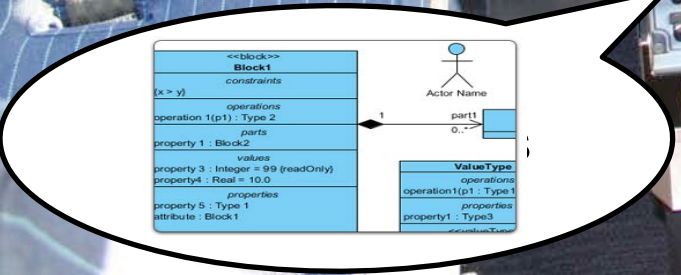 <<block>>
Block1
constraints
{x > y}
operations
operation 1(p1) : Type 2
parts
property 1 : Block2
values
property 3 : Integer = 99 {readOnly}
property4 : Real = 10.0
properties
property 5 : Type 1
attribute : Block1
Actor Name
1
part1
0..*
ValueType
operations
operation1(p1 : Type1
properties
property1 : Type3
<<valueType